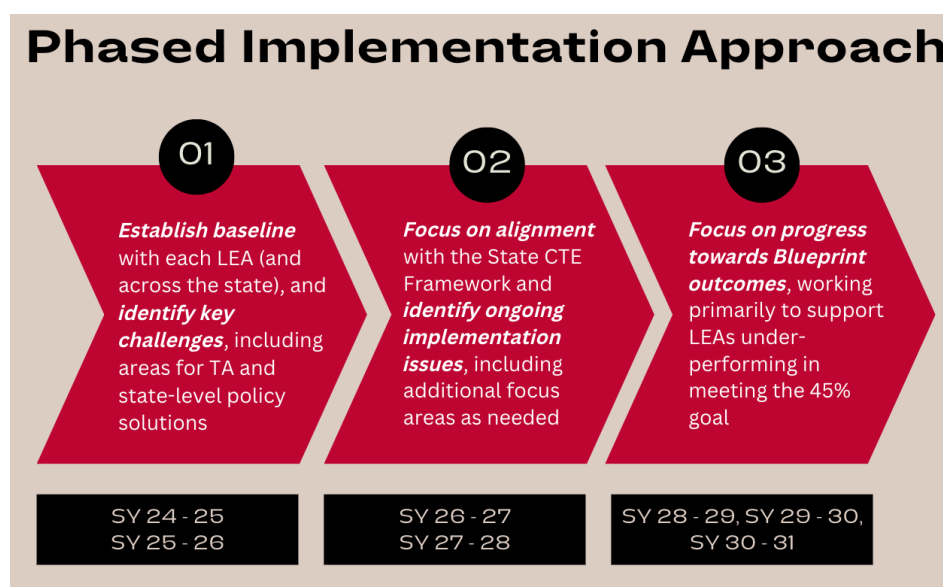 Phased Implementation Approach
01
Establish baseline
with each LEA (and
across the state), and
identify key
challenges, including
areas for TA and
state-level policy
solutions
SY 24 - 25
SY 25 - 26
02
Focus on alignment
with the State CTE
Framework and
identify ongoing
implementation
issues, including
additional focus
areas as needed
SY 26 - 27
SY 27 - 28
03
Focus on progress
towards Blueprint
outcomes, working
primarily to support
LEAs under-
performing in
meeting the 45%
goal
SY 28 - 29, SY 29 - 30,
SY 30 - 31